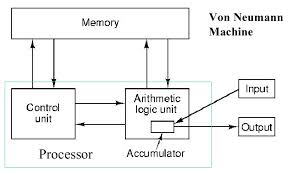 Memory
Von Neumann
Machine
Control
unit
Arithmetic
logic unit
Input
Output
Processor
Accumulator